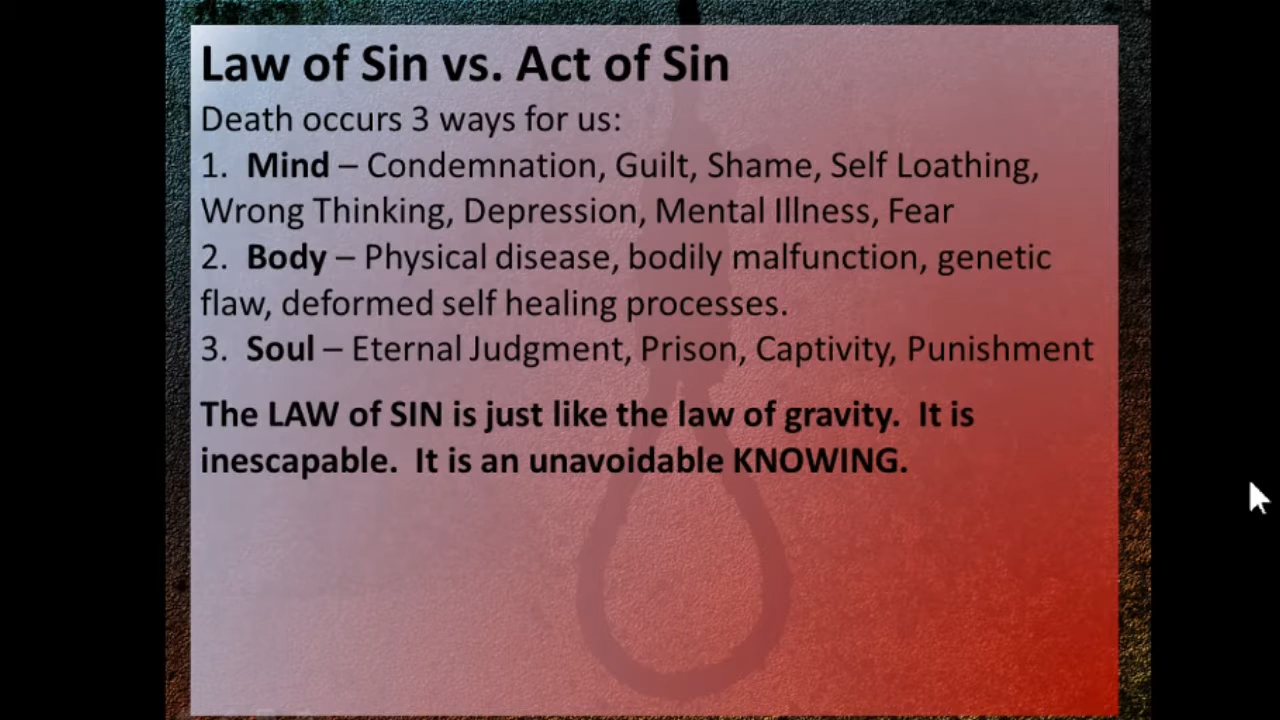 Law of Sin vs. Act of Sin
Death occurs 3 ways for us:
1. Mind – Condemnation, Guilt, Shame, Self Loathing,
Wrong Thinking, Depression, Mental Illness, Fear
2. Body – Physical disease, bodily malfunction, genetic
flaw, deformed self healing processes.
3. Soul – Eternal Judgment, Prison, Captivity, Punishment
The LAW of SIN is just like the law of gravity. It is
inescapable. It is an unavoidable KNOWING.